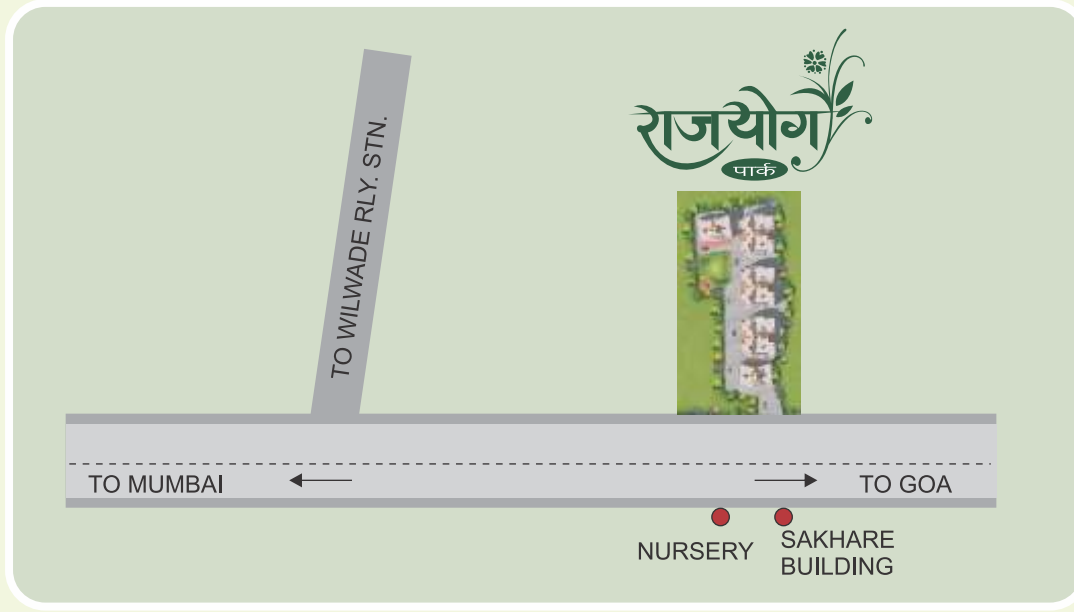 राजयोग
पार्क
TO WILWADE RLY. STN.
TO MUMBAI
TO GOA
NURSERY
SAKHARE
BUILDING